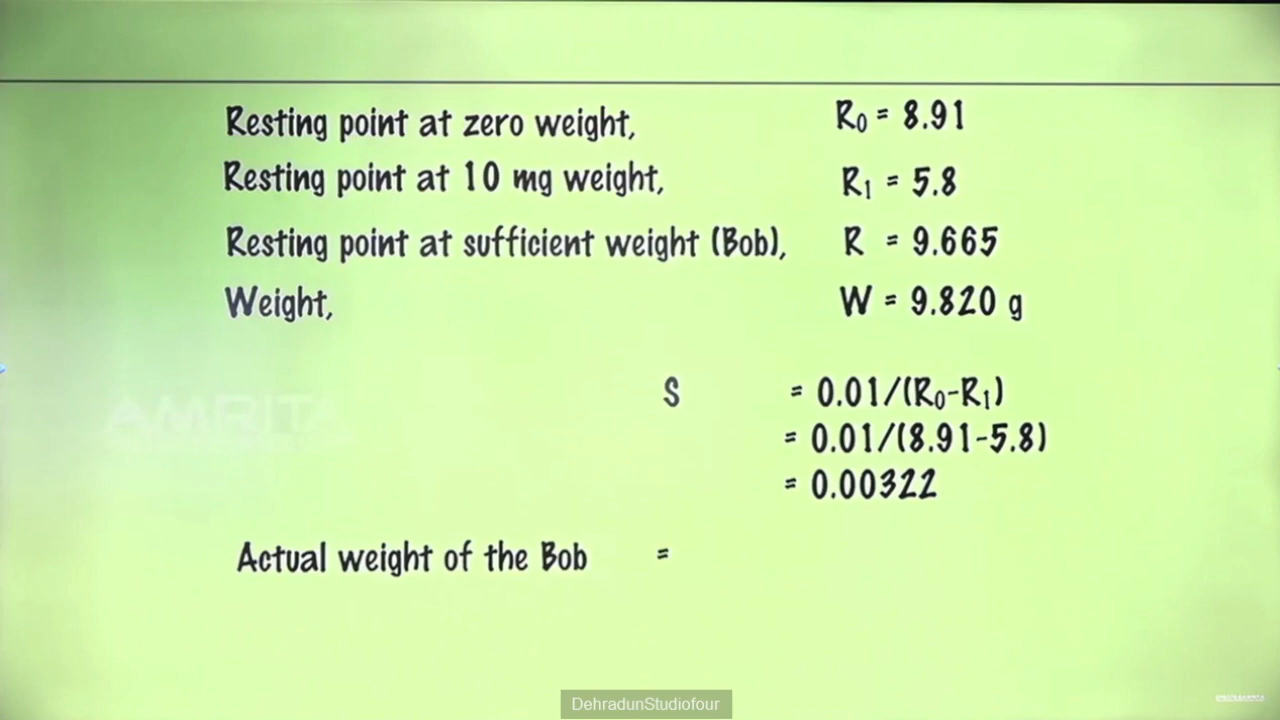 Resting point at zero weight, R₀ = 8.91
Resting point at 10 mg weight, R₁ = 5.8
Resting point at sufficient weight (Bob), R = 9.665
Weight, W = 9.820 g
S = 0.01/(R₀-R₁)
= 0.01/(8.91-5.8)
= 0.00322
AMRITA
Actual weight of the Bob =
DehradunStudiofour